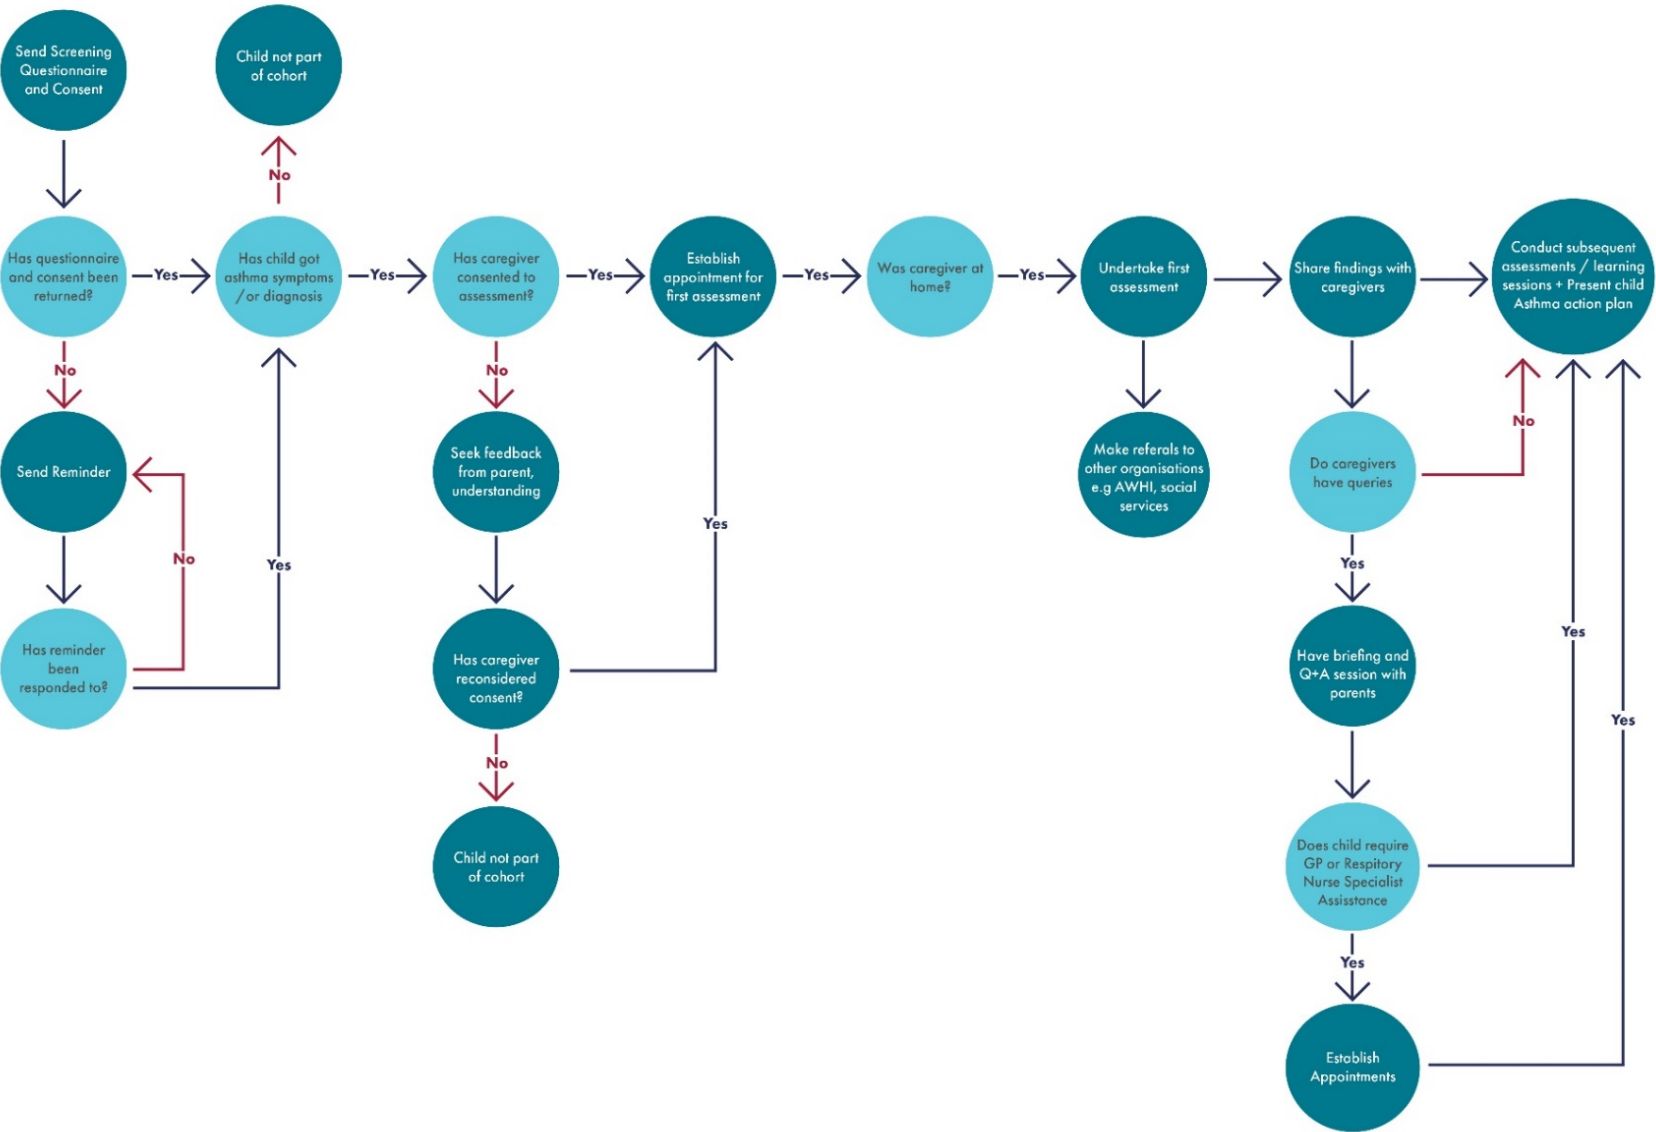 Send Screening
Questionnaire
and Consent
Child not part
of cohort
No
Has questionnaire
and consent been
returned?
Yes
Has child got
asthma symptoms
/or diagnosis
Yes
Has caregiver
consented to
assessment?
Yes
Establish
appointment for
first assessment
Yes
Was caregiver at
home?
Yes
Undertake first
assessment
Share findings with
caregivers
Conduct subsequent
assessments / learning
sessions + Present child
Asthma action plan
No
No
No
Send Reminder
Seek feedback
from parent,
understanding
Make referrals to
other organisations
e.g AWHI, social
services
Do caregivers
have queries
No
Yes
Yes
Yes
Has reminder
been
responded to?
Has caregiver
reconsidered
consent?
Have briefing and
Q+A session with
parents
Yes
Yes
No
Child not part
of cohort
Does child require
GP or Respitory
Nurse Specialist
Assisstance
Yes
Establish
Appointments